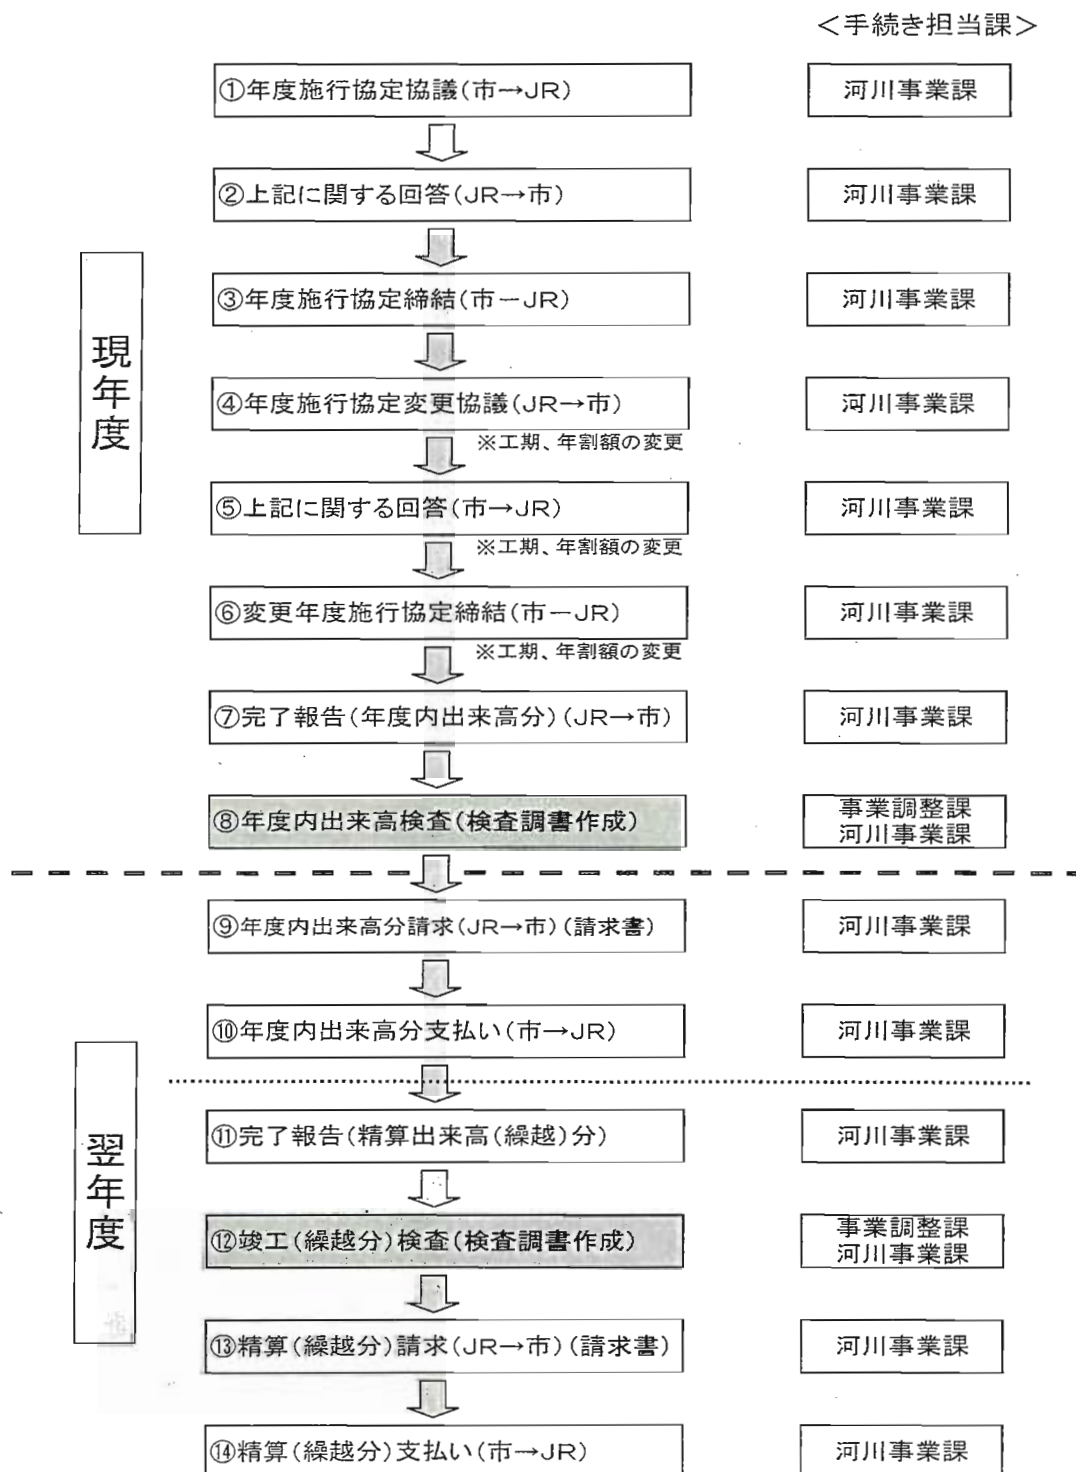 ＜手続き担当課＞
①年度施行協定協議(市→JR)
河川事業課
②上記に関する回答(JR→市)
河川事業課
③年度施行協定締結(市ーJR)
河川事業課
現年度
④年度施行協定変更協議(JR→市)
河川事業課
※工期、年割額の変更
⑤上記に関する回答(市→JR)
河川事業課
※工期、年割額の変更
⑥変更年度施行協定締結(市ーJR)
河川事業課
※工期、年割額の変更
⑦完了報告(年度内出来高分)(JR→市)
河川事業課
⑧年度内出来高検査(検査調書作成)
事業調整課
河川事業課
⑨年度内出来高分請求(JR→市)(請求書)
河川事業課
⑩年度内出来高分支払い(市→JR)
河川事業課
翌年度
⑪完了報告(精算出来高(繰越)分)
河川事業課
⑫竣工(繰越分)検査(検査調書作成)
事業調整課
河川事業課
⑬精算(繰越分)請求(JR→市)(請求書)
河川事業課
⑭精算(繰越分)支払い(市→JR)
河川事業課